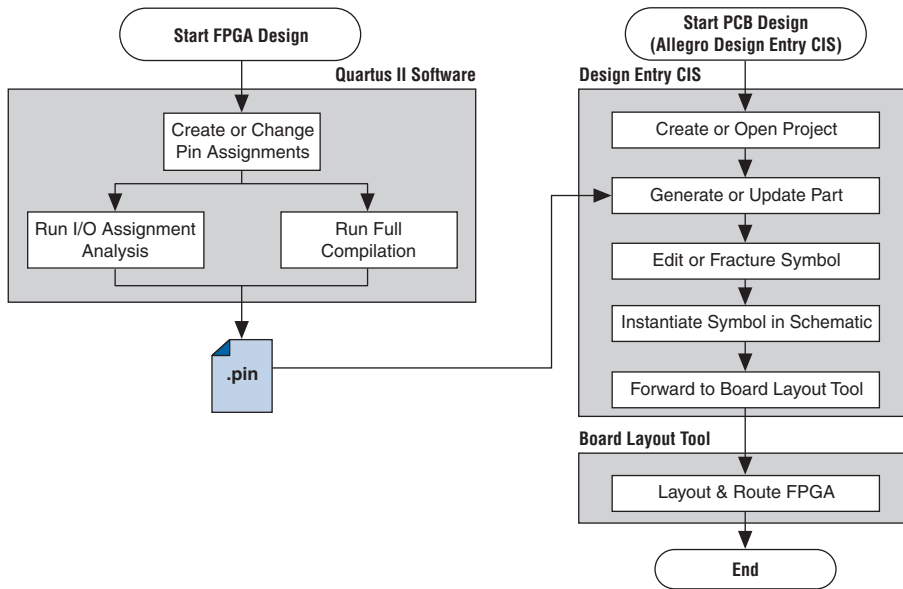 Start FPGA Design
Quartus II Software
Create or Change
Pin Assignments
Run I/O Assignment
Analysis
Run Full
Compilation
.pin
Start PCB Design
(Allegro Design Entry CIS)
Design Entry CIS
Create or Open Project
Generate or Update Part
Edit or Fracture Symbol
Instantiate Symbol in Schematic
Forward to Board Layout Tool
Board Layout Tool
Layout & Route FPGA
End